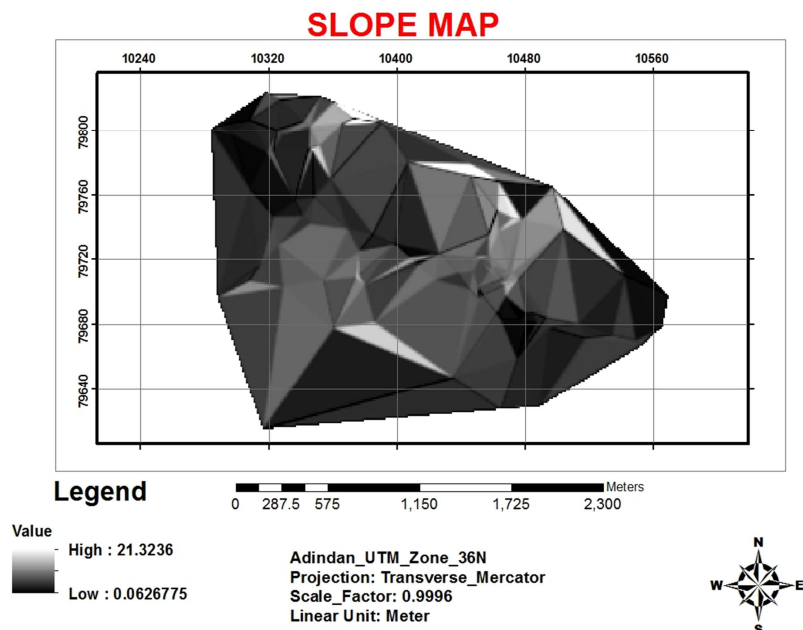 SLOPE MAP
10240 10320 10400 10480 10560
79800
79760
79720
79680
79640
Legend
Meters
0 287.5 575 1,150 1,725 2,300
Value
High : 21.3236
Low : 0.0626775
Adindan_UTM_Zone_36N
Projection: Transverse_Mercator
Scale_Factor: 0.9996
Linear Unit: Meter
N
W E
S